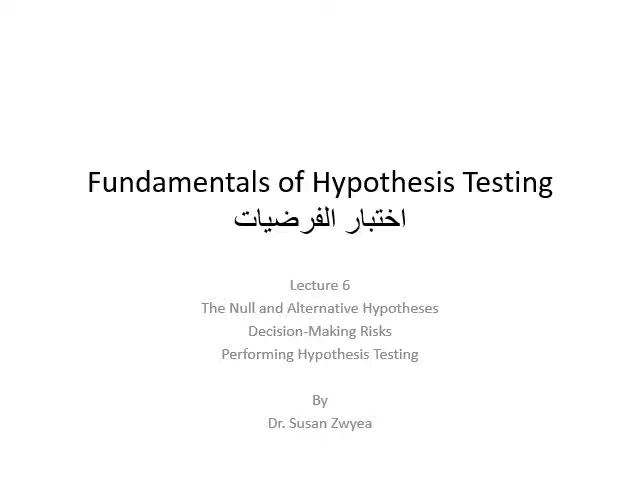 Fundamentals of Hypothesis Testing
اختبار الفرضيات
Lecture 6
The Null and Alternative Hypotheses
Decision-Making Risks
Performing Hypothesis Testing
By
Dr. Susan Zwyea